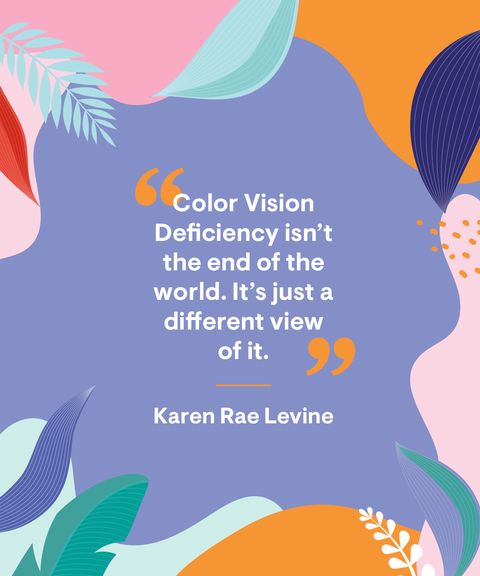 “Color Vision
Deficiency isn’t
the end of the
world. It’s just a
different view
of it.”
Karen Rae Levine